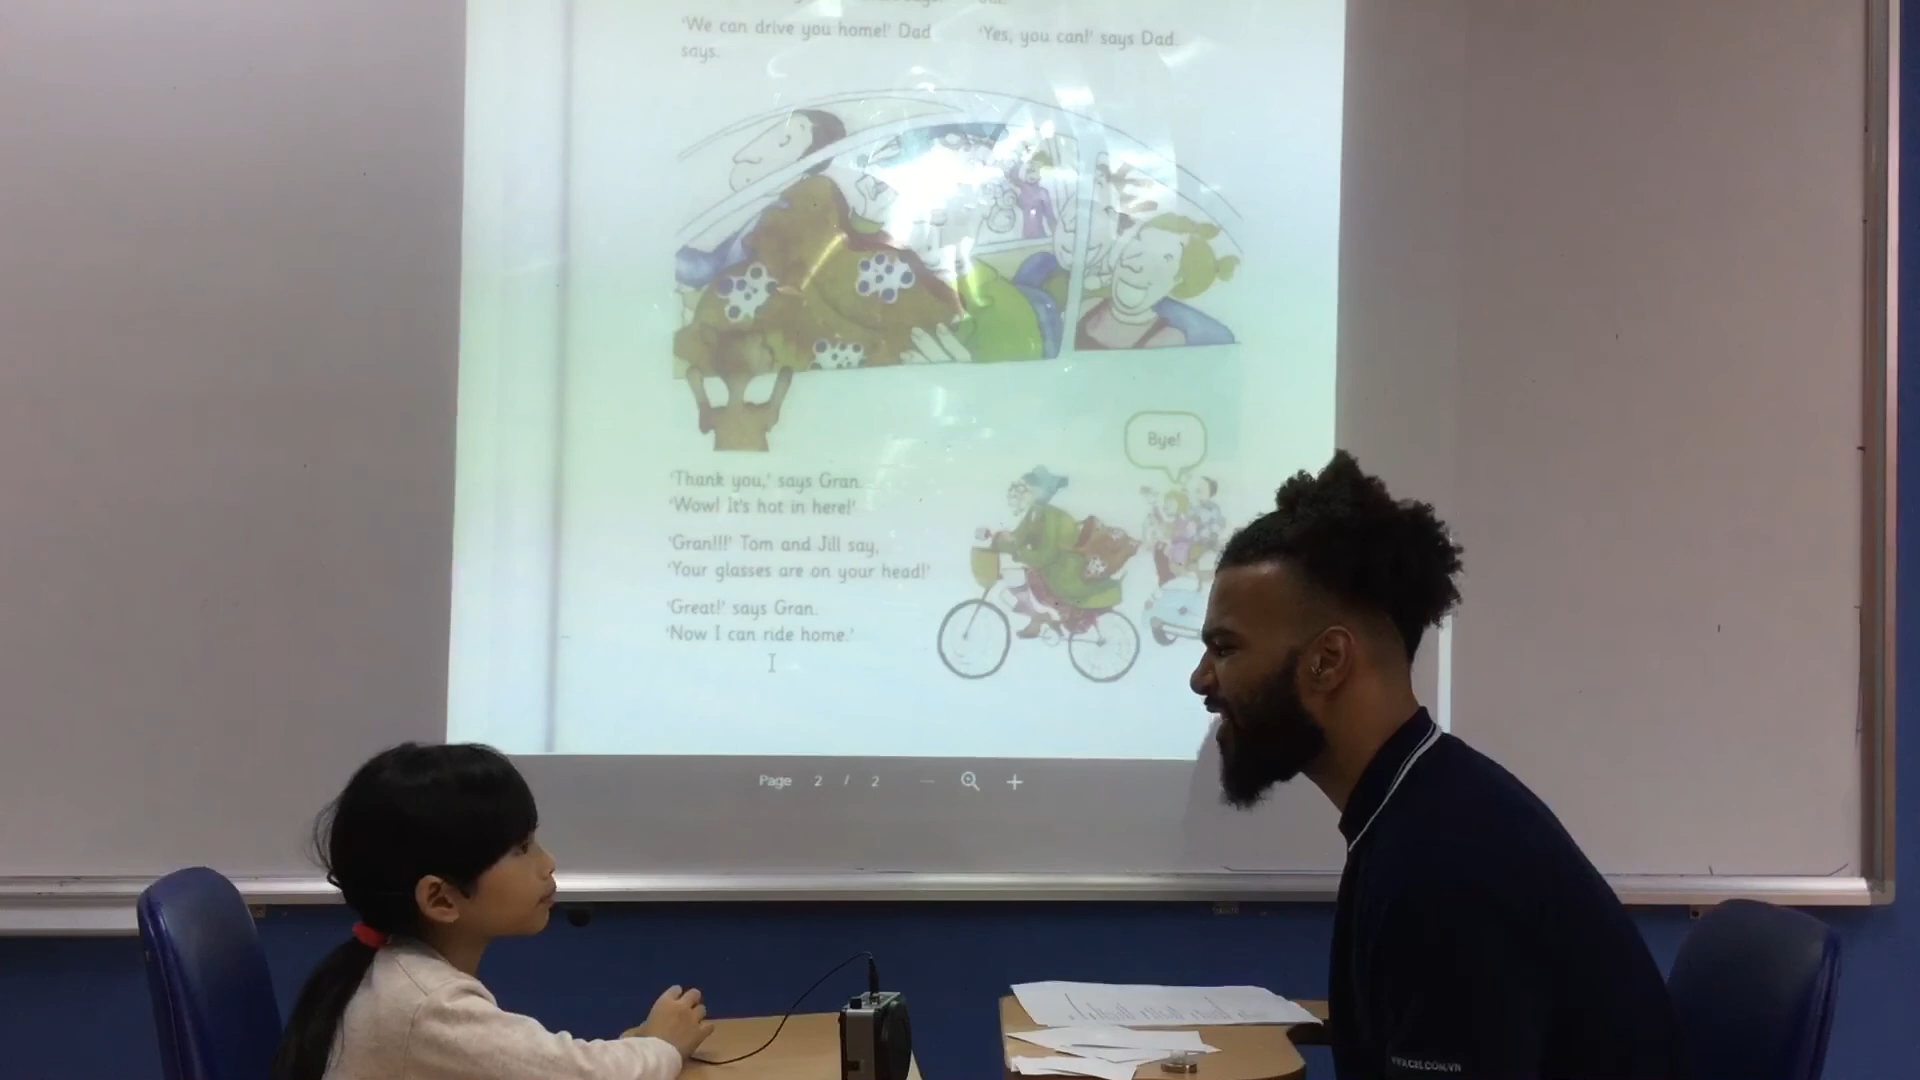 'We can drive you home!' Dad
says.
'Yes, you can!' says Dad.
Bye!
'Thank you,' says Gran.
'Wow! It's hot in here!'
'Gran!!!' Tom and Jill say,
'Your glasses are on your head!'
'Great!' says Gran.
'Now I can ride home.'
Page 2 / 2